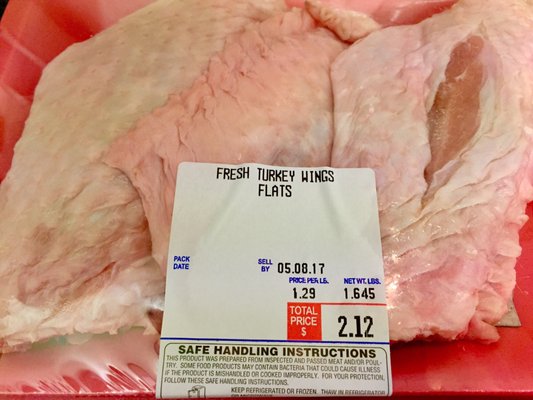 FRESH TURKEY WINGS
FLATS
PACK DATE
SELL BY 05.08.17
PRICE PER LB. NET WT. LBS.
1.29 1.645
TOTAL PRICE $ 2.12
SAFE HANDLING INSTRUCTIONS
THIS PRODUCT WAS PREPARED FROM INSPECTED AND PASSED MEAT AND/OR POUL-
TRY. SOME FOOD PRODUCTS MAY CONTAIN BACTERIA THAT COULD CAUSE ILLNESS
IF THE PRODUCT IS MISHANDLED OR COOKED IMPROPERLY. FOR YOUR PROTECTION,
FOLLOW THESE SAFE HANDLING INSTRUCTIONS.
KEEP REFRIGERATED OR FROZEN. THAW IN REFRIGERATOR